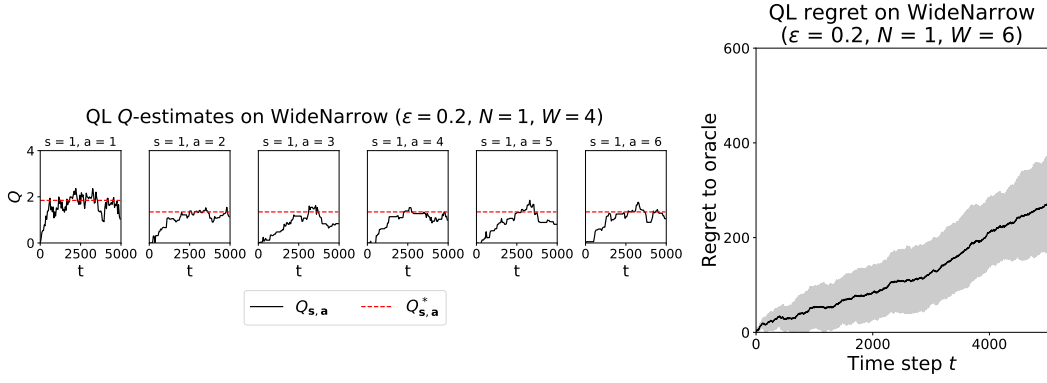 QL Q-estimates on WideNarrow (ε = 0.2, N = 1, W = 4)
s = 1, a = 1
s = 1, a = 2
s = 1, a = 3
s = 1, a = 4
s = 1, a = 5
s = 1, a = 6
4
2
0
Q
0 2500 5000
0 2500 5000
0 2500 5000
0 2500 5000
0 2500 5000
0 2500 5000
t
t
t
t
t
t
Q_{s,a}
Q^*_{s,a}
QL regret on WideNarrow
(ε = 0.2, N = 1, W = 6)
600
400
200
0
Regret to oracle
0 2000 4000
Time step t